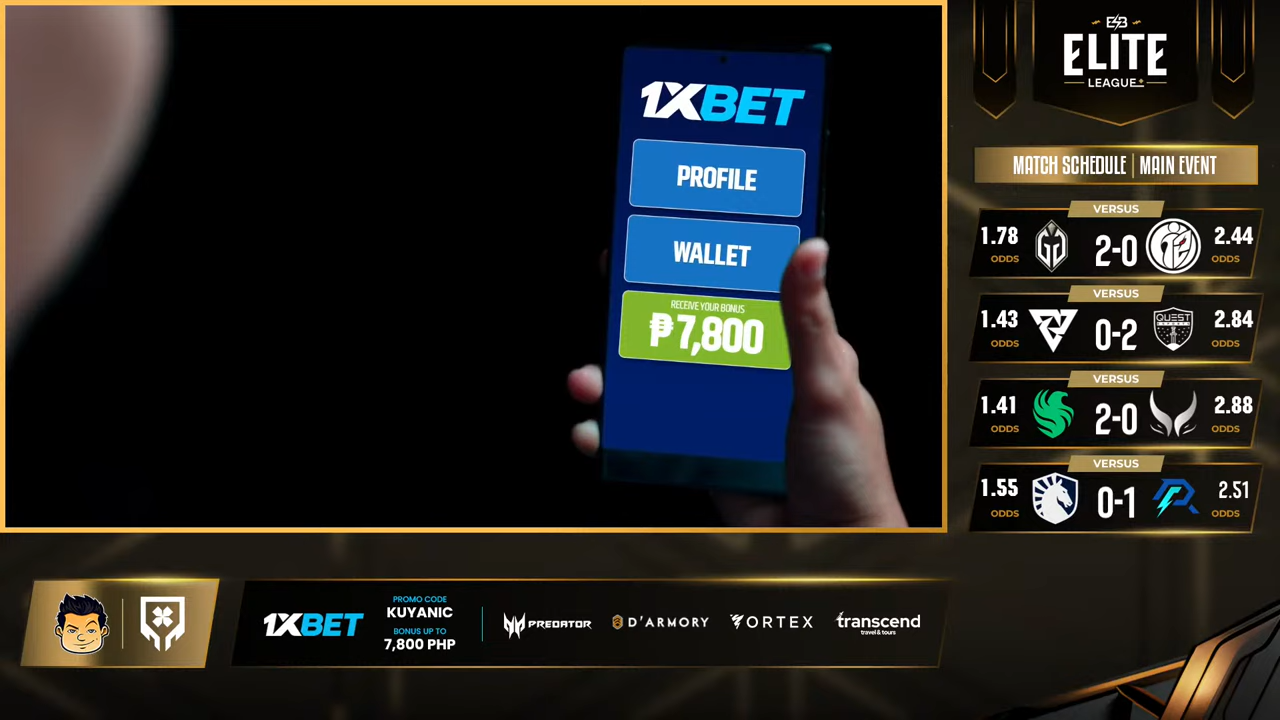 1XBET
PROFILE
WALLET
RECEIVE YOUR BONUS
₱7,800
ESB
ELITE
LEAGUE
MATCH SCHEDULE | MAIN EVENT
VERSUS
1.78 2-0 2.44
ODDS ODDS
VERSUS
1.43 0-2 QUEST 2.84
ODDS ESPORTS ODDS
VERSUS
1.41 2-0 2.88
ODDS ODDS
VERSUS
1.55 0-1 2.51
ODDS ODDS
1XBET
PROMO CODE
KUYANIC
BONUS UP TO
7,800 PHP
PREDATOR
D'ARMORY
VORTEX
transcend
travel & tours